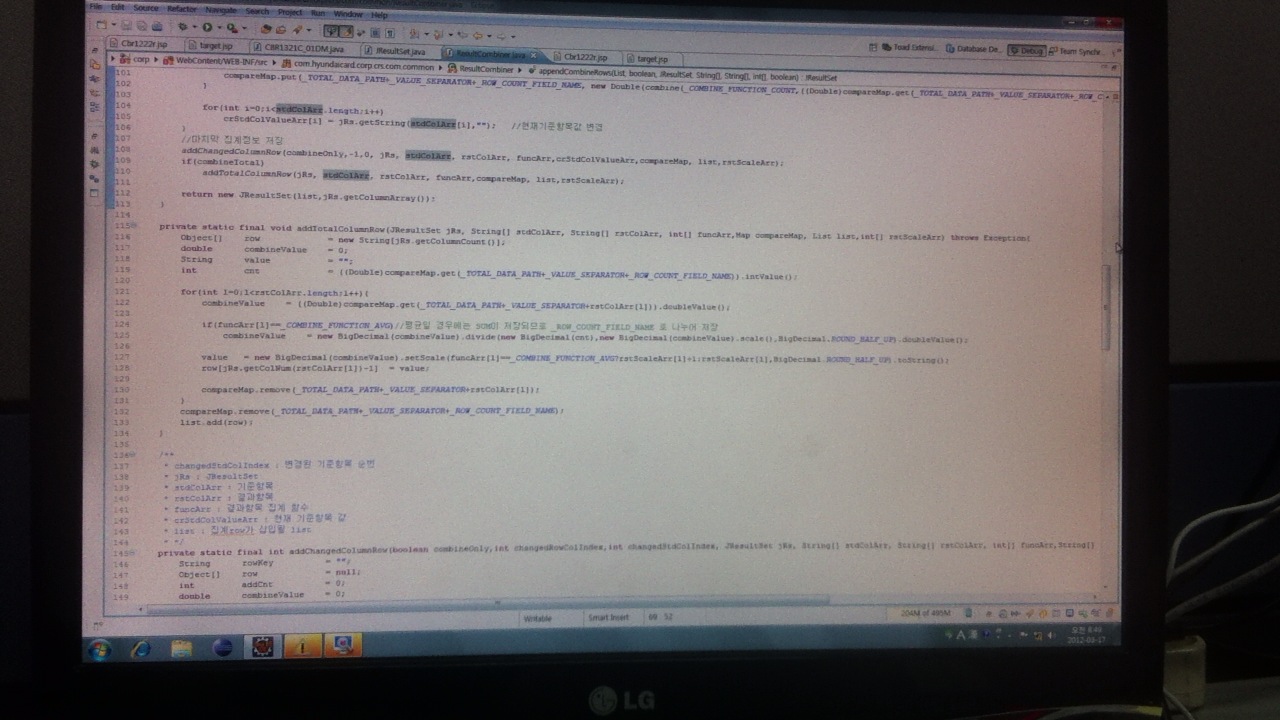 File Edit Source Refactor Navigate Search Project Run Window Help
Cbr1222r.jsp target.jsp CBR1321C_01DM.java JResultSet.java ResultCombiner.java Cbr1222r.jsp target.jsp Toad Extensi.. Database De... Debug Team Synchr...
corp WebContent/WEB-INF/src com.hyundaicard.corp crs.com.common ResultCombiner appendCombineRows(List, boolean, JResultSet, String[], String[], int[], boolean) : JResultSet
101 compareMap.put(_TOTAL_DATA_PATH+_VALUE_SEPARATOR+_ROW_COUNT_FIELD_NAME, new Double(combine(_COMBINE_FUNCTION_COUNT,((Double)compareMap.get(_TOTAL_DATA_PATH+_VALUE_SEPARATOR+_ROW_C
102 }
103
104 for(int i=0;i<stdColArr.length;i++)
105 crStdColValueArr[i] = jRs.getString(stdColArr[i],""); //현재기준항목값 변경
106 }
107 //마지막 집계정보 저장
108 addChangedColumnRow(combineOnly,-1,0, jRs, stdColArr, rstColArr, funcArr,crStdColValueArr,compareMap, list,rstScaleArr);
109 if(combineTotal)
110 addTotalColumnRow(jRs, stdColArr, rstColArr, funcArr,compareMap, list,rstScaleArr);
111
112 return new JResultSet(list,jRs.getColumnArray());
113 }
114
115 private static final void addTotalColumnRow(JResultSet jRs, String[] stdColArr, String[] rstColArr, int[] funcArr,Map compareMap, List list,int[] rstScaleArr) throws Exception{
116 Object[] row = new String[jRs.getColumnCount()];
117 double combineValue = 0;
118 String value = "";
119 int cnt = ((Double)compareMap.get(_TOTAL_DATA_PATH+_VALUE_SEPARATOR+_ROW_COUNT_FIELD_NAME)).intValue();
120
121 for(int i=0;i<rstColArr.length;i++){
122 combineValue = ((Double)compareMap.get(_TOTAL_DATA_PATH+_VALUE_SEPARATOR+rstColArr[i])).doubleValue();
123
124 if(funcArr[i]==_COMBINE_FUNCTION_AVG)//평균일 경우에는 SUM이 저장되므로 _ROW_COUNT_FIELD_NAME 로 나누어 저장
125 combineValue = new BigDecimal(combineValue).divide(new BigDecimal(cnt),new BigDecimal(combineValue).scale(),BigDecimal.ROUND_HALF_UP).doubleValue();
126
127 value = new BigDecimal(combineValue).setScale(funcArr[i]==_COMBINE_FUNCTION_AVG?rstScaleArr[i]+1:rstScaleArr[i],BigDecimal.ROUND_HALF_UP).toString();
128 row[jRs.getColNum(rstColArr[i])-1] = value;
129
130 compareMap.remove(_TOTAL_DATA_PATH+_VALUE_SEPARATOR+rstColArr[i]);
131 }
132 compareMap.remove(_TOTAL_DATA_PATH+_VALUE_SEPARATOR+_ROW_COUNT_FIELD_NAME);
133 list.add(row);
134 }
135
136 /**
137 * changedStdColIndex : 변경된 기준항목 순번
138 * jRs : JResultSet
139 * stdColArr : 기준항목
140 * rstColArr : 결과항목
141 * funcArr : 결과항목 집계 함수
142 * crStdColValueArr : 현재 기준항목 값
143 * list : 집계row가 삽입될 list
144 * */
145 private static final int addChangedColumnRow(boolean combineOnly,int changedRowColIndex,int changedStdColIndex, JResultSet jRs, String[] stdColArr, String[] rstColArr, int[] funcArr,String[]
146 String rowKey = "";
147 Object[] row = null;
148 int addCnt = 0;
149 double combineValue = 0;
Writable Smart Insert 69 : 52 204M of 495M
A 漢
오전 8:49
2012-03-17
LG